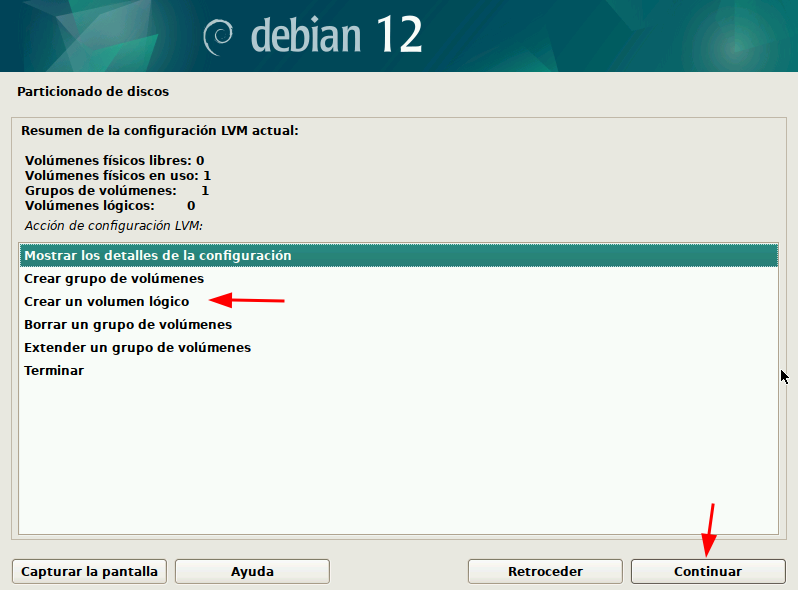 debian 12
Particionado de discos
Resumen de la configuración LVM actual:
Volúmenes físicos libres: 0
Volúmenes físicos en uso: 1
Grupos de volúmenes: 1
Volúmenes lógicos: 0
Acción de configuración LVM:
Mostrar los detalles de la configuración
Crear grupo de volúmenes
Crear un volumen lógico
Borrar un grupo de volúmenes
Extender un grupo de volúmenes
Terminar
Capturar la pantalla Ayuda Retroceder Continuar